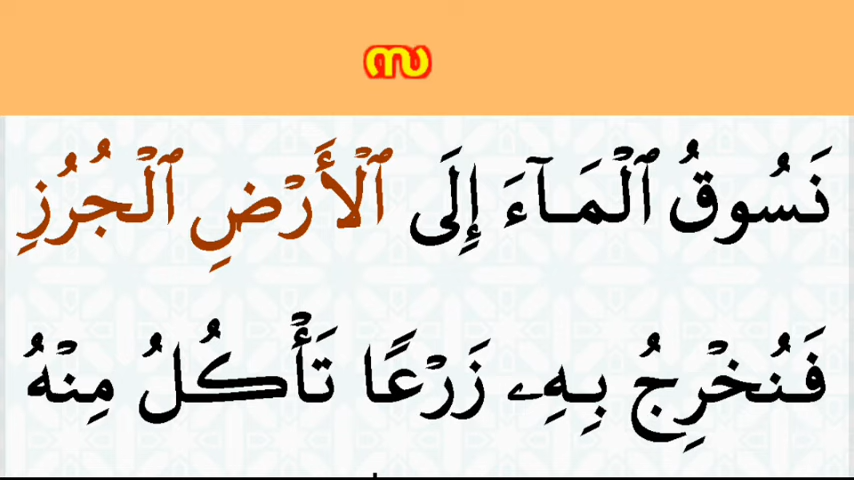 സ
نَسُوقُ ٱلْمَآءَ إِلَى ٱلْأَرْضِ ٱلْجُرُزِ
فَنُخْرِجُ بِهِۦ زَرْعًا تَأْكُلُ مِنْهُ